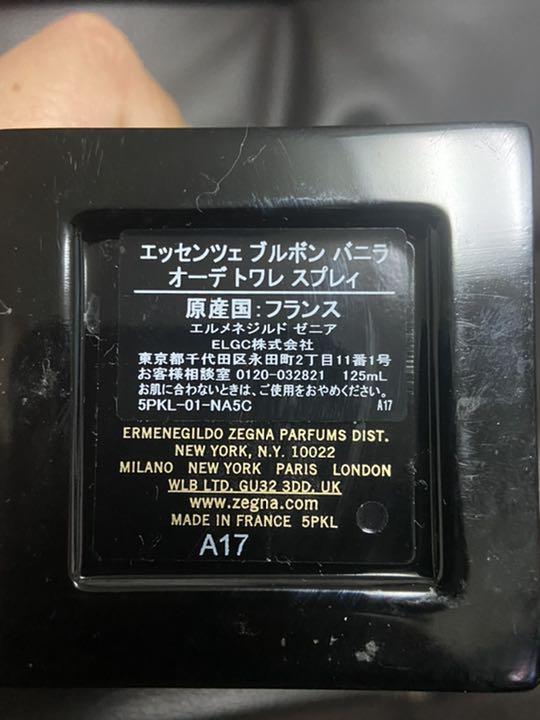 エッセンツェ ブルボン バニラ
オーデ トワレ スプレィ
原産国:フランス
エルメネジルド ゼニア
ELGC株式会社
東京都千代田区永田町2丁目11番1号
お客様相談室 0120-032821 125mL
お肌に合わないときは、ご使用をおやめください。
5PKL-01-NA5C A17
ERMENEGILDO ZEGNA PARFUMS DIST.
NEW YORK, N.Y. 10022
MILANO NEW YORK PARIS LONDON
WLB LTD, GU32 3DD, UK
www.zegna.com
MADE IN FRANCE 5PKL
A17